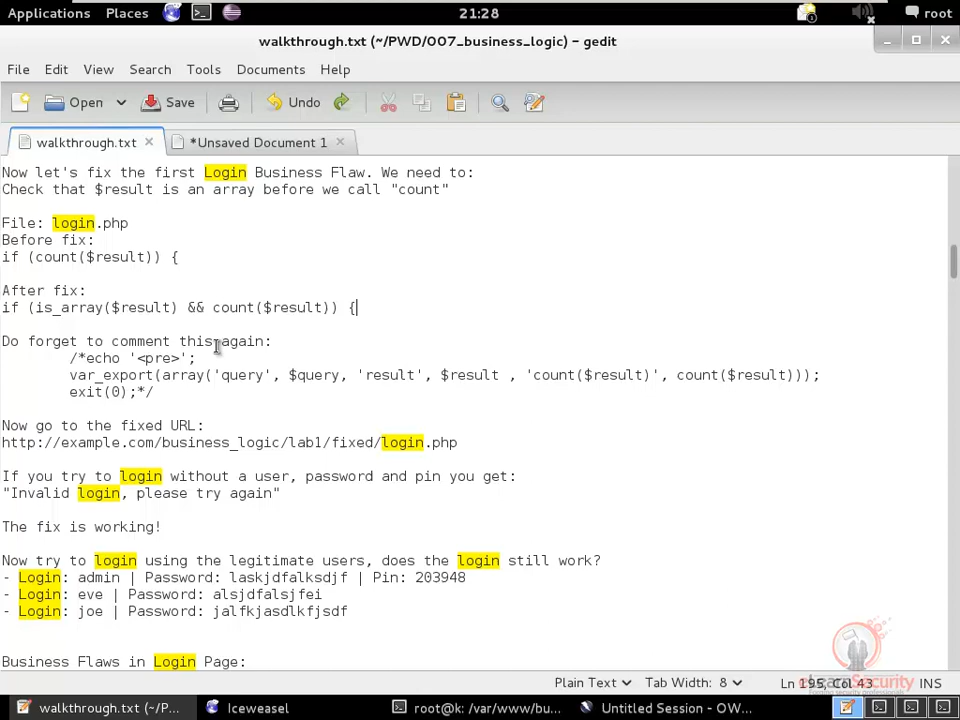 Applications Places 21:28 root
walkthrough.txt (~/PWD/007_business_logic) - gedit
File Edit View Search Tools Documents Help
Open Save Undo
walkthrough.txt *Unsaved Document 1
Now let's fix the first Login Business Flaw. We need to:
Check that $result is an array before we call "count"
File: login.php
Before fix:
if (count($result)) {
After fix:
if (is_array($result) && count($result)) {
Do forget to comment this again:
/*echo '<pre>';
var_export(array('query', $query, 'result', $result , 'count($result)', count($result)));
exit(0);*/
Now go to the fixed URL:
http://example.com/business_logic/lab1/fixed/login.php
If you try to login without a user, password and pin you get:
"Invalid login, please try again"
The fix is working!
Now try to login using the legitimate users, does the login still work?
- Login: admin | Password: laskjdfalksdjf | Pin: 203948
- Login: eve | Password: alsjdfalsjfei
- Login: joe | Password: jalfkjasdlkfjsdf
Business Flaws in Login Page:
eLearnSecurity
Forging security professionals
Plain Text Tab Width: 8 Ln 195, Col 43 INS
walkthrough.txt (~/P... Iceweasel root@k: /var/www/bu... Untitled Session - OW...